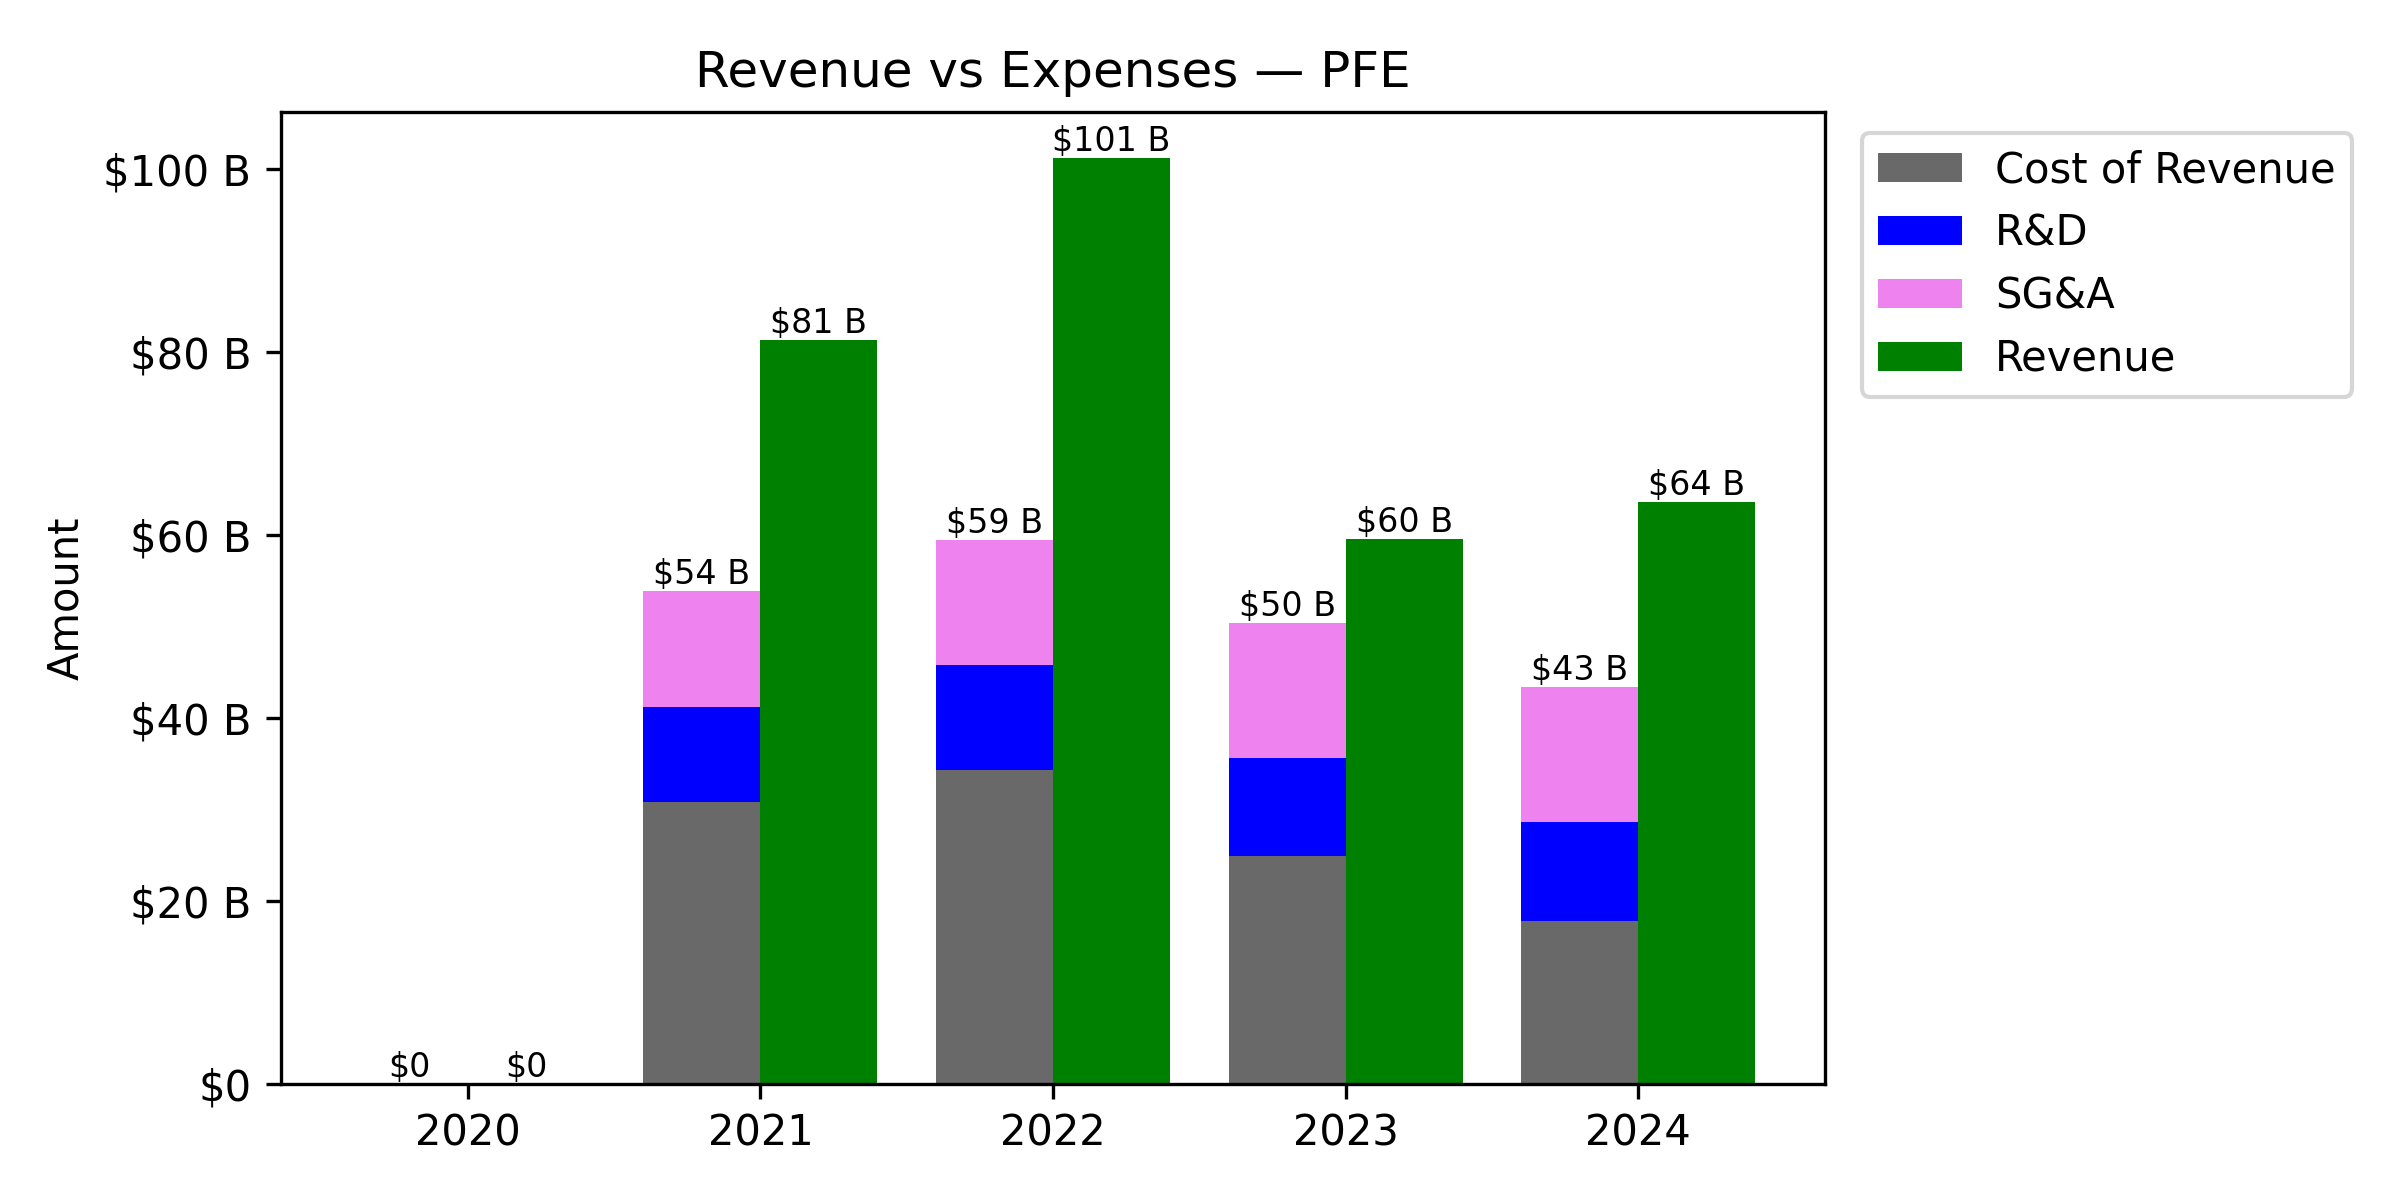 Revenue vs Expenses — PFE
Amount
$100 B
$80 B
$60 B
$40 B
$20 B
$0
$0
$0
$54 B
$81 B
$59 B
$101 B
$50 B
$60 B
$43 B
$64 B
2020
2021
2022
2023
2024
Cost of Revenue
R&D
SG&A
Revenue